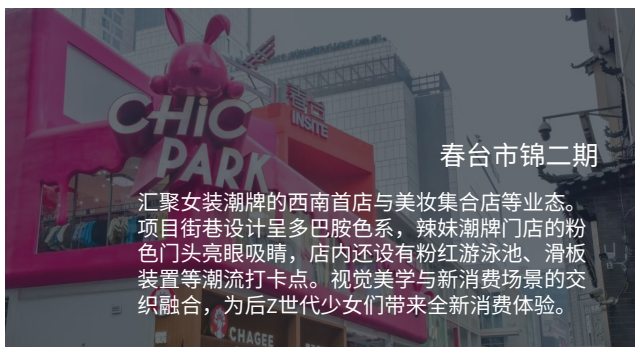 CHiC
PARK
春台
INSITE
春台市锦二期
汇聚女装潮牌的西南首店与美妆集合店等业态。
项目街巷设计呈多巴胺色系，辣妹潮牌门店的粉
色门头亮眼吸睛，店内还设有粉红游泳池、滑板
装置等潮流打卡点。视觉美学与新消费场景的交
织融合，为后Z世代少女们带来全新消费体验。
CHAGEE